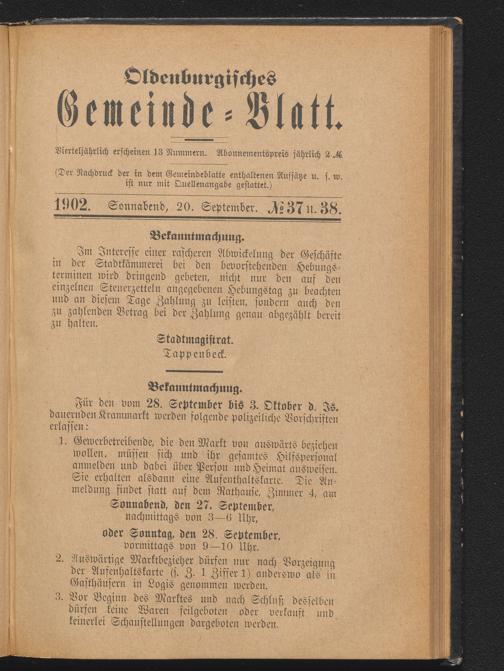 Oldenburgisches
Gemeinde-Blatt.
Vierteljährlich erscheinen 13 Nummern. Abonnementspreis jährlich 2 ℳ
(Der Nachdruck der in dem Gemeindeblatte enthaltenen Aufsätze u. s. w.
ist nur mit Quellenangabe gestattet.)
1902. Sonnabend, 20. September. № 37 u. 38.
Bekanntmachung.
Im Interesse einer rascheren Abwickelung der Geschäfte
in der Stadtkämmerei bei den bevorstehenden Hebungs-
terminen wird dringend gebeten, nicht nur den auf den
einzelnen Steuerzetteln angegebenen Hebungstag zu beachten
und an diesem Tage Zahlung zu leisten, sondern auch den
zu zahlenden Betrag bei der Zahlung genau abgezählt bereit
zu halten.
Stadtmagistrat.
Tappenbeck.
Bekanntmachung.
Für den vom 28. September bis 3. Oktober d. Js.
dauernden Krammarkt werden folgende polizeiliche Vorschriften
erlassen:
1. Gewerbetreibende, die den Markt von auswärts beziehen
wollen, müssen sich und ihr gesamtes Hilfspersonal
anmelden und dabei über Person und Heimat ausweisen.
Sie erhalten alsdann eine Aufenthaltskarte. Die An-
meldung findet statt auf dem Rathause, Zimmer 4, am
Sonnabend, den 27. September,
nachmittags von 3—6 Uhr,
oder Sonntag, den 28. September,
vormittags von 9—10 Uhr.
2. Auswärtige Marktbezieher dürfen nur nach Vorzeigung
der Aufenhaltskarte (s. Z. 1 Ziffer 1) anderswo als in
Gasthäusern in Logis genommen werden.
3. Vor Beginn des Marktes und nach Schluß desselben
dürfen keine Waren feilgeboten oder verkauft und
keinerlei Schaustellungen dargeboten werden.